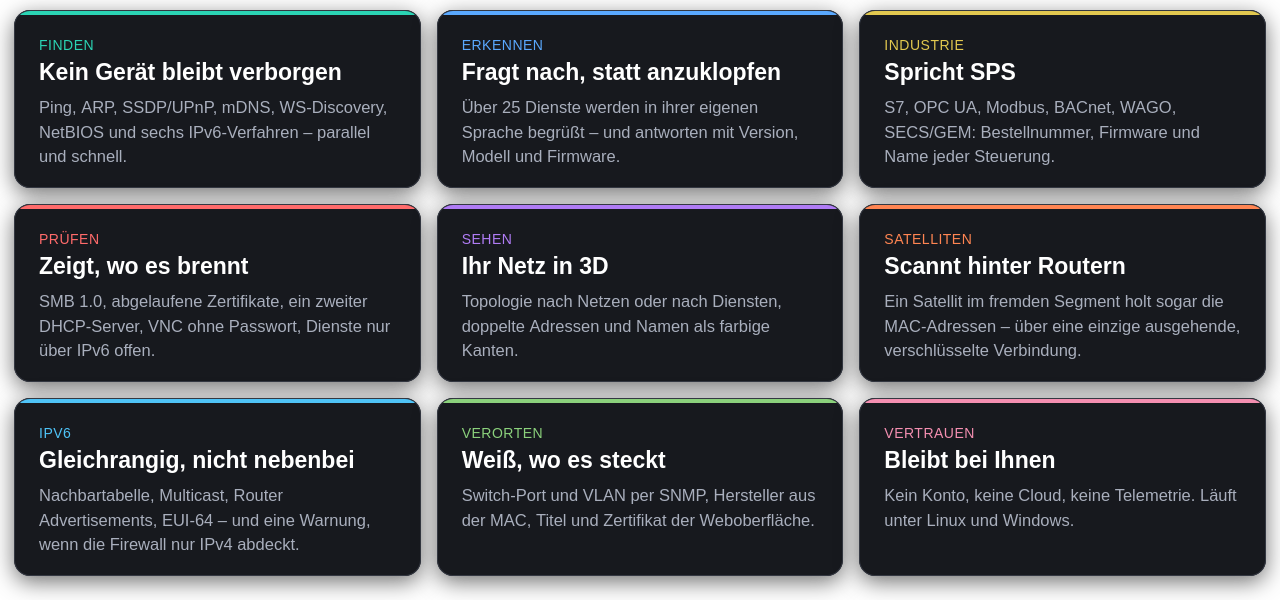 FINDEN
Kein Gerät bleibt verborgen
Ping, ARP, SSDP/UPnP, mDNS, WS-Discovery,
NetBIOS und sechs IPv6-Verfahren – parallel
und schnell.
ERKENNEN
Fragt nach, statt anzuklopfen
Über 25 Dienste werden in ihrer eigenen
Sprache begrüßt – und antworten mit Version,
Modell und Firmware.
INDUSTRIE
Spricht SPS
S7, OPC UA, Modbus, BACnet, WAGO,
SECS/GEM: Bestellnummer, Firmware und
Name jeder Steuerung.
PRÜFEN
Zeigt, wo es brennt
SMB 1.0, abgelaufene Zertifikate, ein zweiter
DHCP-Server, VNC ohne Passwort, Dienste nur
über IPv6 offen.
SEHEN
Ihr Netz in 3D
Topologie nach Netzen oder nach Diensten,
doppelte Adressen und Namen als farbige
Kanten.
SATELLITEN
Scannt hinter Routern
Ein Satellit im fremden Segment holt sogar die
MAC-Adressen – über eine einzige ausgehende,
verschlüsselte Verbindung.
IPV6
Gleichrangig, nicht nebenbei
Nachbartabelle, Multicast, Router
Advertisements, EUI-64 – und eine Warnung,
wenn die Firewall nur IPv4 abdeckt.
VERORTEN
Weiß, wo es steckt
Switch-Port und VLAN per SNMP, Hersteller aus
der MAC, Titel und Zertifikat der Weboberfläche.
VERTRAUEN
Bleibt bei Ihnen
Kein Konto, keine Cloud, keine Telemetrie. Läuft
unter Linux und Windows.